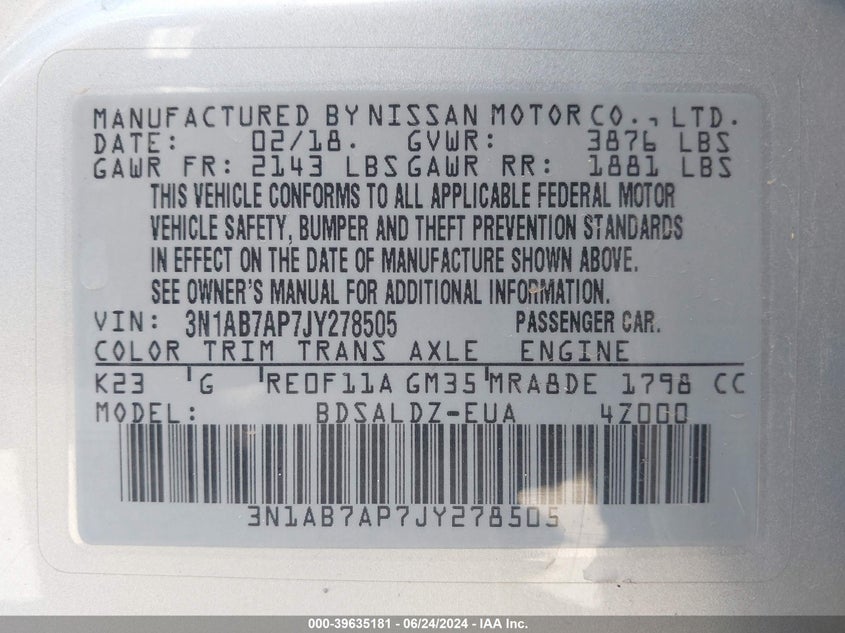 MANUFACTURED BY NISSAN MOTOR CO., LTD.
DATE: 02/18. GVWR: 3876 LBS
GAWR FR: 2143 LBS GAWR RR: 1881 LBS
THIS VEHICLE CONFORMS TO ALL APPLICABLE FEDERAL MOTOR
VEHICLE SAFETY, BUMPER AND THEFT PREVENTION STANDARDS
IN EFFECT ON THE DATE OF MANUFACTURE SHOWN ABOVE.
SEE OWNER'S MANUAL FOR ADDITIONAL INFORMATION.
VIN: 3N1AB7AP7JY278505 PASSENGER CAR.
COLOR TRIM TRANS AXLE ENGINE
K23 G RE0F11A GM35 MRA8DE 1798 CC
MODEL: BDSALDZ-EUA 4Z000
3N1AB7AP7JY278505
000-39635181 - 06/24/2024 - IAA Inc.